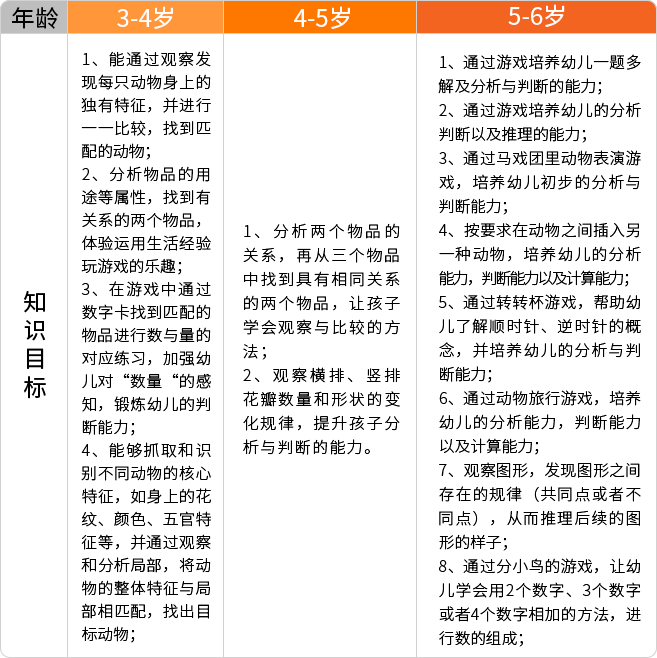 年龄
3-4岁
4-5岁
5-6岁
知
识
目
标
1、能通过观察发
现每只动物身上的
独有特征，并进行
一一比较，找到匹
配的动物；
2、分析物品的用
途等属性，找到有
关系的两个物品，
体验运用生活经验
玩游戏的乐趣；
3、在游戏中通过
数字卡找到匹配的
物品进行数与量的
对应练习，加强幼
儿对“数量“的感
知，锻炼幼儿的判
断能力；
4、能够抓取和识
别不同动物的核心
特征，如身上的花
纹、颜色、五官特
征等，并通过观察
和分析局部，将动
物的整体特征与局
部相匹配，找出目
标动物；
1、分析两个物品的
关系，再从三个物品
中找到具有相同关系
的两个物品，让孩子
学会观察与比较的方
法；
2、观察横排、竖排
花瓣数量和形状的变
化规律，提升孩子分
析与判断的能力。
1、通过游戏培养幼儿一题多
解及分析与判断的能力；
2、通过游戏培养幼儿的分析
判断以及推理的能力；
3、通过马戏团里动物表演游
戏，培养幼儿初步的分析与
判断能力；
4、按要求在动物之间插入另
一种动物，培养幼儿的分析
能力，判断能力以及计算能力；
5、通过转转杯游戏，帮助幼
儿了解顺时针、逆时针的概
念，并培养幼儿的分析与判
断能力；
6、通过动物旅行游戏，培养
幼儿的分析能力，判断能力
以及计算能力；
7、观察图形，发现图形之间
存在的规律（共同点或者不
同点），从而推理后续的图
形的样子；
8、通过分小鸟的游戏，让幼
儿学会用2个数字、3个数字
或者4个数字相加的方法，进
行数的组成；